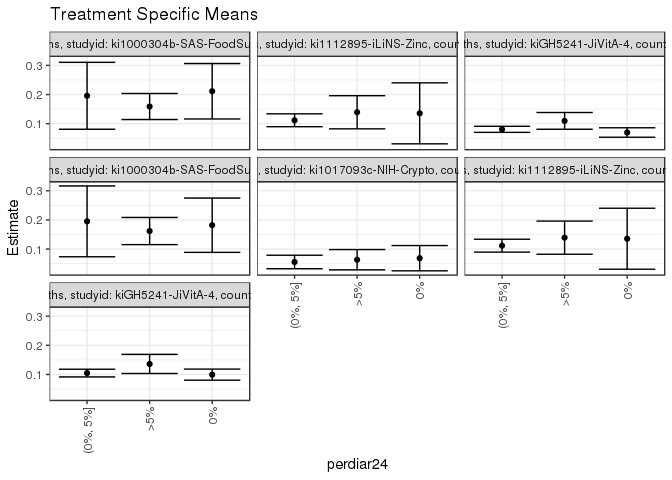 Treatment Specific Means
ths, studyid: ki1000304b-SAS-FoodSu
, studyid: ki1112895-iLiNS-Zinc, coun
ths, studyid: kiGH5241-JiVitA-4, count
0.3
0.2
0.1
ns, studyid: ki1000304b-SAS-FoodSu
s, studyid: ki1017093c-NIH-Crypto, cou
s, studyid: ki1112895-iLiNS-Zinc, coun
0.3
0.2
0.1
ths, studyid: kiGH5241-JiVitA-4, count
0.3
0.2
0.1
Estimate
(0%, 5%]
>5%
0%
(0%, 5%]
>5%
0%
(0%, 5%]
>5%
0%
perdiar24